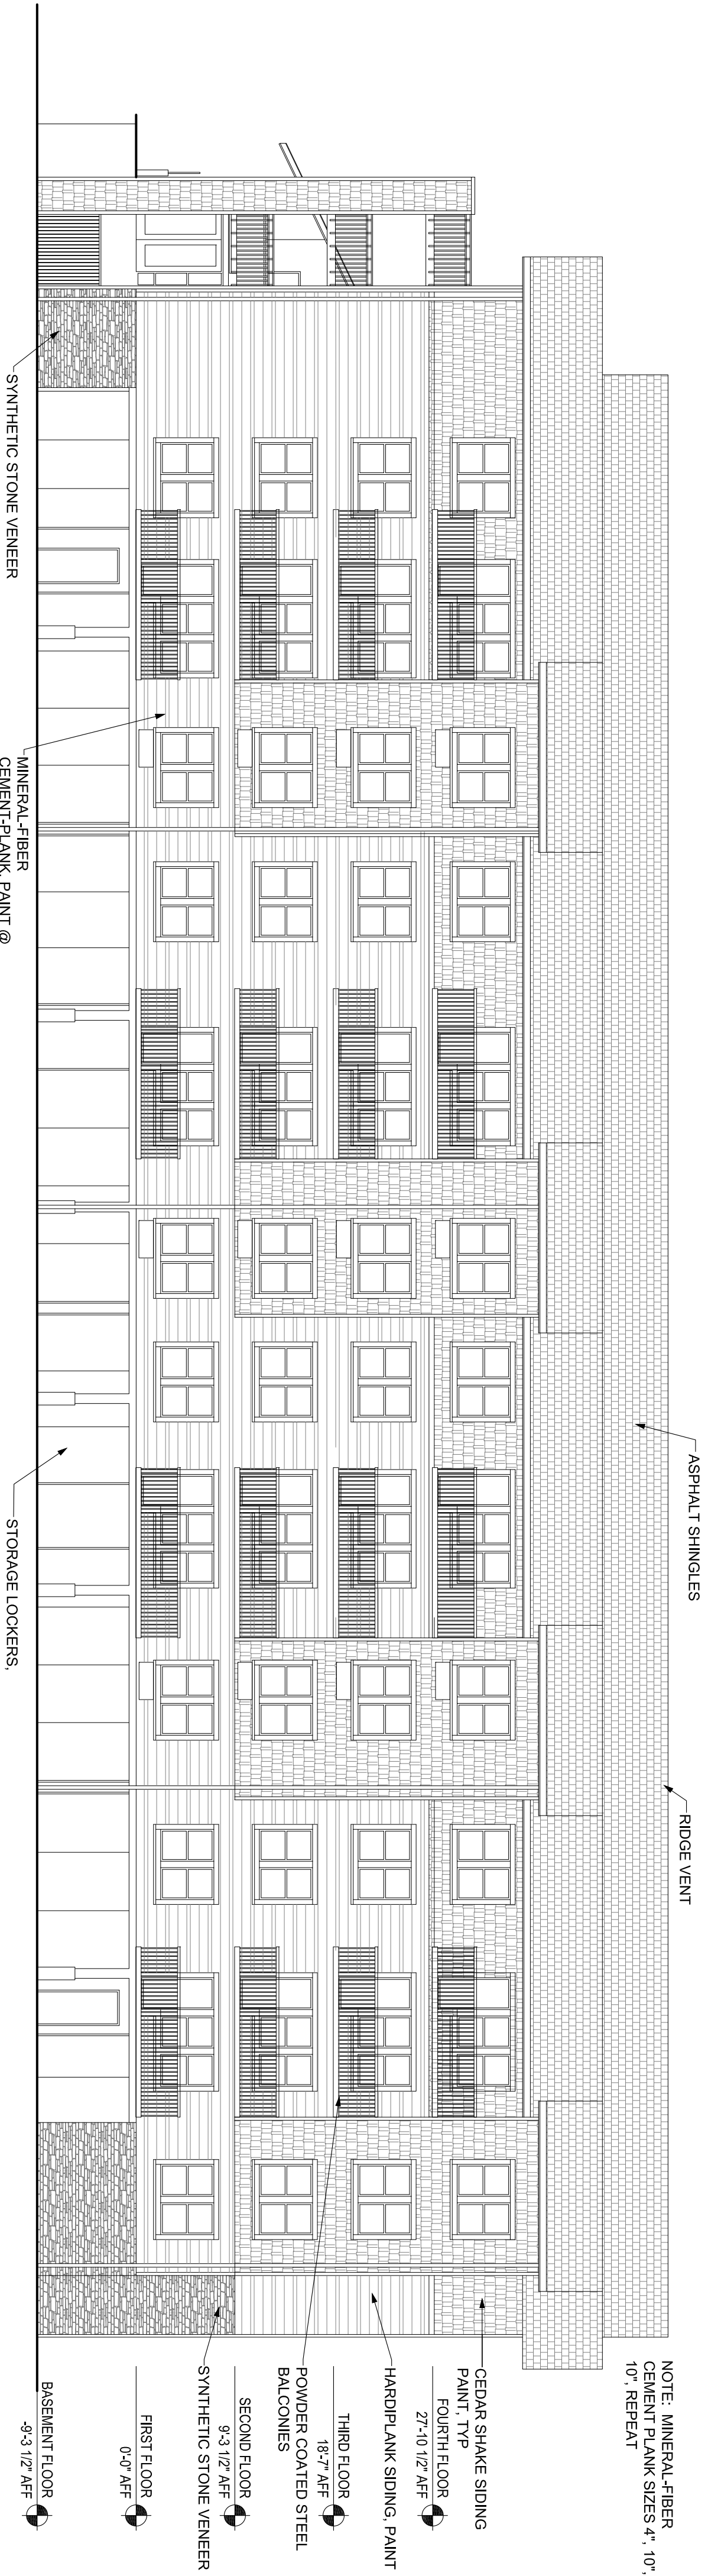 NOTE: MINERAL-FIBER
CEMENT PLANK SIZES 4", 10",
10", REPEAT
RIDGE VENT
ASPHALT SHINGLES
CEDAR SHAKE SIDING
PAINT, TYP
FOURTH FLOOR
27'-10 1/2" AFF
HARDIPLANK SIDING, PAINT
THIRD FLOOR
18'-7" AFF
POWDER COATED STEEL
BALCONIES
SECOND FLOOR
9'-3 1/2" AFF
SYNTHETIC STONE VENEER
FIRST FLOOR
0'-0" AFF
BASEMENT FLOOR
-9'-3 1/2" AFF
SYNTHETIC STONE VENEER
MINERAL-FIBER
CEMENT-PLANK, PAINT @
STORAGE LOCKERS,